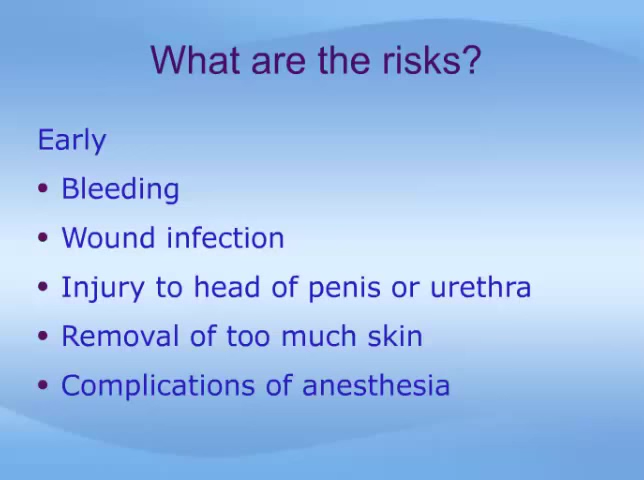 What are the risks?
Early
• Bleeding
• Wound infection
• Injury to head of penis or urethra
• Removal of too much skin
• Complications of anesthesia